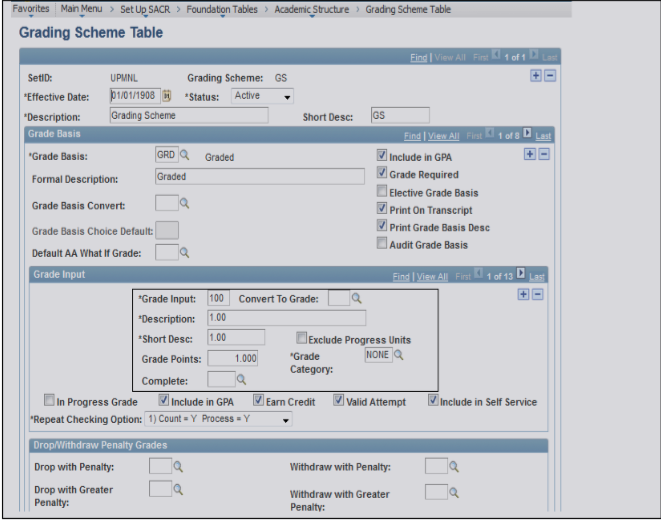 Favorites Main Menu > Set Up SACR > Foundation Tables > Academic Structure > Grading Scheme Table
Grading Scheme Table
Find | View All First 1 of 1 Last
SetID: UPMNL Grading Scheme: GS
*Effective Date: 01/01/1908 *Status: Active
*Description: Grading Scheme Short Desc: GS
Grade Basis Find | View All First 1 of 8 Last
*Grade Basis: GRD Graded Include in GPA
Formal Description: Graded Grade Required
Elective Grade Basis
Grade Basis Convert: Print On Transcript
Grade Basis Choice Default: Print Grade Basis Desc
Default AA What If Grade: Audit Grade Basis
Grade Input Find | View All First 1 of 13 Last
*Grade Input: 100 Convert To Grade:
*Description: 1.00
*Short Desc: 1.00 Exclude Progress Units
Grade Points: 1.000 *Grade Category: NONE
Complete:
In Progress Grade Include in GPA Earn Credit Valid Attempt Include in Self Service
*Repeat Checking Option: 1) Count = Y Process = Y
Drop/Withdraw Penalty Grades
Drop with Penalty: Withdraw with Penalty:
Drop with Greater Penalty: Withdraw with Greater Penalty: